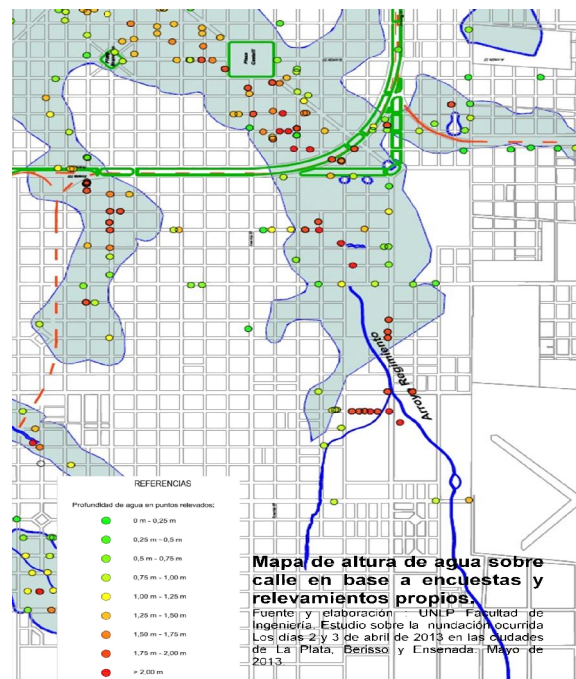 Plaza Castelli
Arroyo Regimiento
REFERENCIAS
Profundidad de agua en puntos relevados:
0 m - 0,25 m
0,25 m - 0,5 m
0,5 m - 0,75 m
0,75 m - 1,00 m
1,00 m - 1,25 m
1,25 m - 1,50 m
1,50 m - 1,75 m
1,75 m - 2,00 m
> 2,00 m
Mapa de altura de agua sobre
calle en base a encuestas y
relevamientos propios.
Fuente y elaboración : UNLP Facultad de
Ingeniería. Estudio sobre la nundación ocurrida
Los días 2 y 3 de abril de 2013 en las ciudades
de La Plata, Berisso y Ensenada. Mayo de
2013.